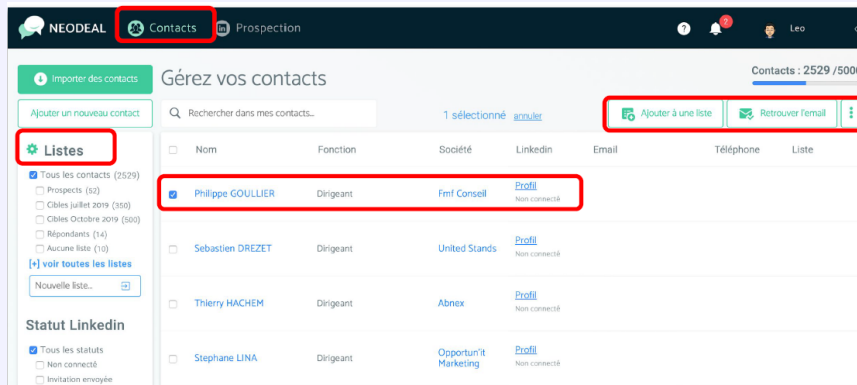 NEODEAL
Contacts
in Prospection
?
2
Leo
Importer des contacts
Gérez vos contacts
Contacts : 2529 /5000
Ajouter un nouveau contact
Rechercher dans mes contacts...
1 sélectionné annuler
Ajouter à une liste
Retrouver l'email
Listes
Tous les contacts (2529)
Prospects (52)
Cibles juillet 2019 (350)
Cibles Octobre 2019 (500)
Répondants (14)
Aucune liste (10)
[+] voir toutes les listes
Nouvelle liste...
Statut Linkedin
Tous les statuts
Non connecté
Invitation envoyée
Nom Fonction Société Linkedin Email Téléphone Liste
Philippe GOULLIER Dirigeant Fmf Conseil Profil
Non connecté
Sebastien DREZET Dirigeant United Stands Profil
Non connecté
Thierry HACHEM Dirigeant Abnex Profil
Non connecté
Stephane LINA Dirigeant Opportun'it Marketing Profil
Non connecté